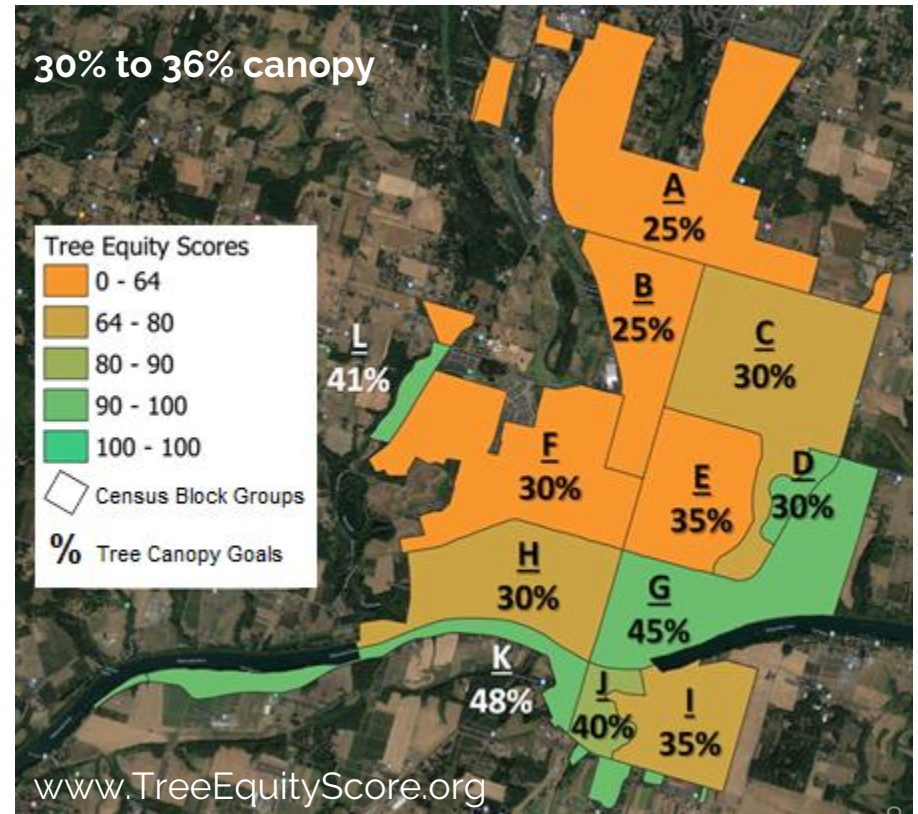 30% to 36% canopy
A
25%
B
25%
C
30%
L
41%
Tree Equity Scores
0 - 64
64 - 80
80 - 90
90 - 100
100 - 100
Census Block Groups
% Tree Canopy Goals
F
30%
E
35%
D
30%
H
30%
G
45%
K
48%
J
40%
I
35%
www.TreeEquityScore.org